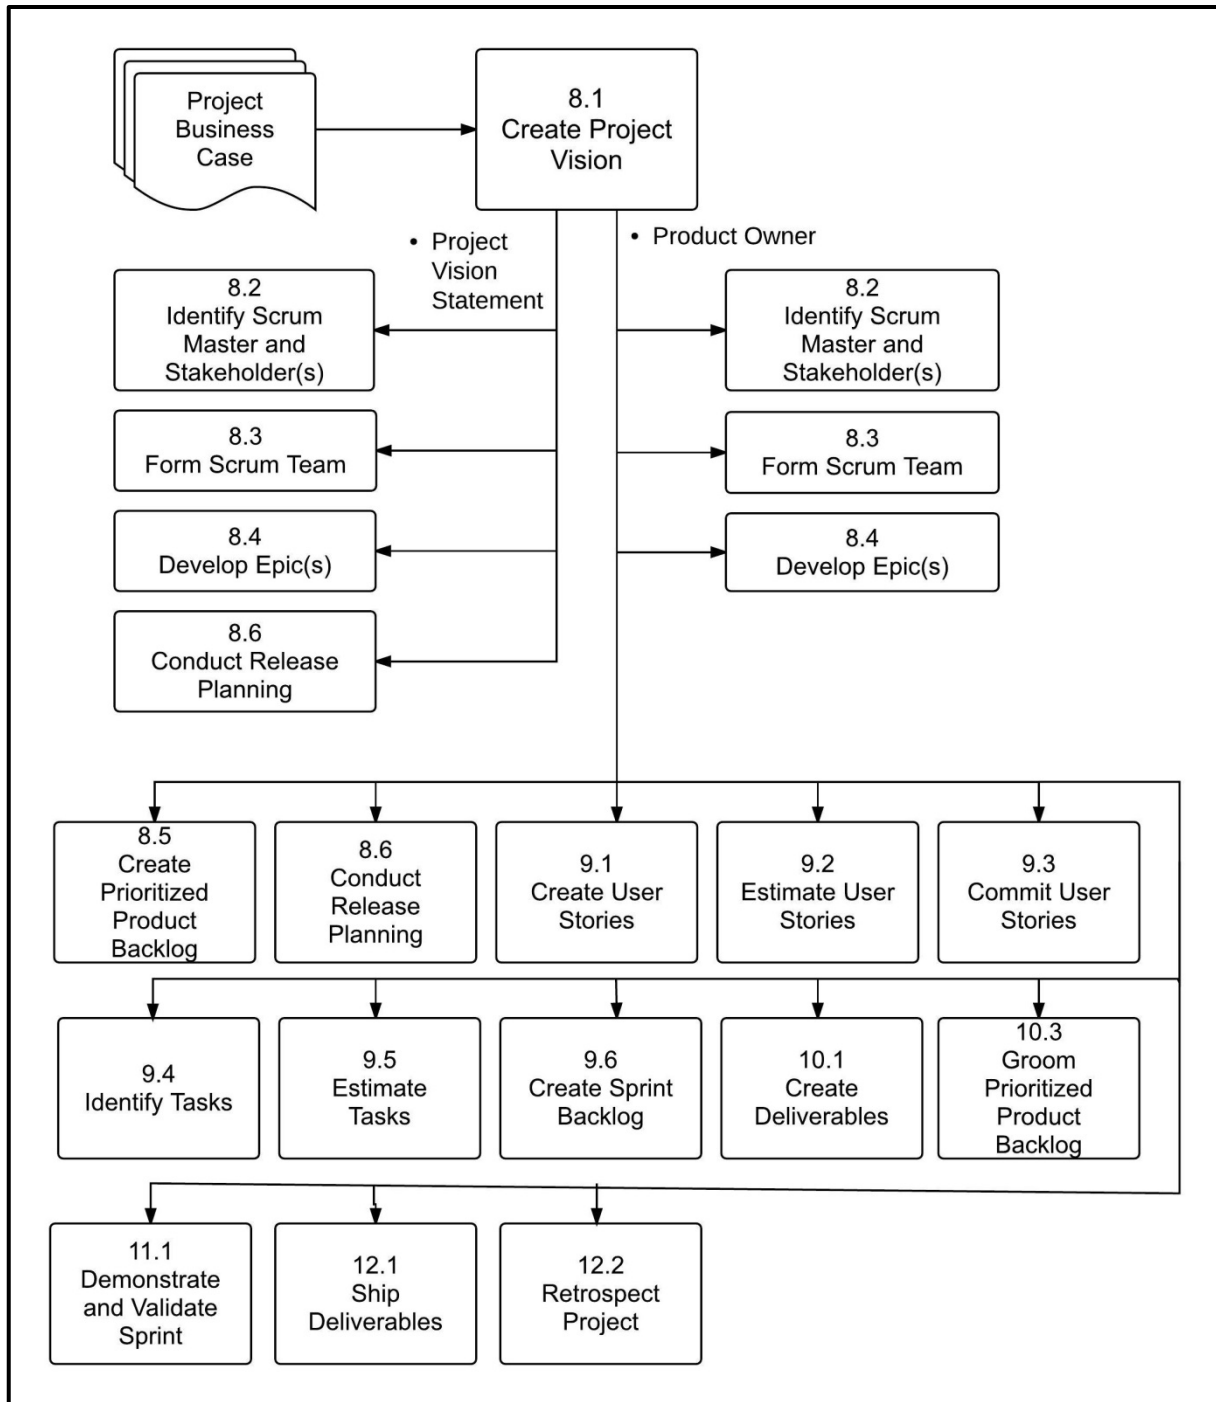 Project
Business
Case
8.1
Create Project
Vision
• Project
Vision
Statement
• Product Owner
8.2
Identify Scrum
Master and
Stakeholder(s)
8.2
Identify Scrum
Master and
Stakeholder(s)
8.3
Form Scrum Team
8.3
Form Scrum Team
8.4
Develop Epic(s)
8.4
Develop Epic(s)
8.6
Conduct Release
Planning
8.5
Create
Prioritized
Product
Backlog
8.6
Conduct
Release
Planning
9.1
Create User
Stories
9.2
Estimate User
Stories
9.3
Commit User
Stories
9.4
Identify Tasks
9.5
Estimate
Tasks
9.6
Create Sprint
Backlog
10.1
Create
Deliverables
10.3
Groom
Prioritized
Product
Backlog
11.1
Demonstrate
and Validate
Sprint
12.1
Ship
Deliverables
12.2
Retrospect
Project